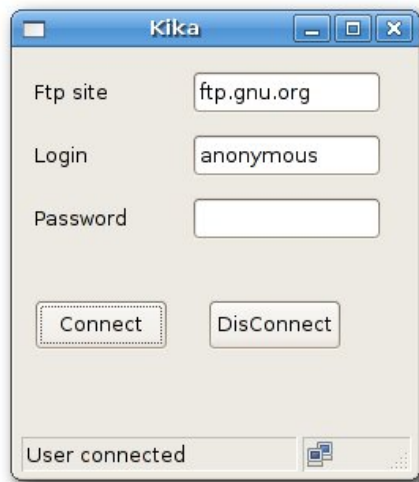 Kika
Ftp site ftp.gnu.org
Login anonymous
Password
Connect DisConnect
User connected